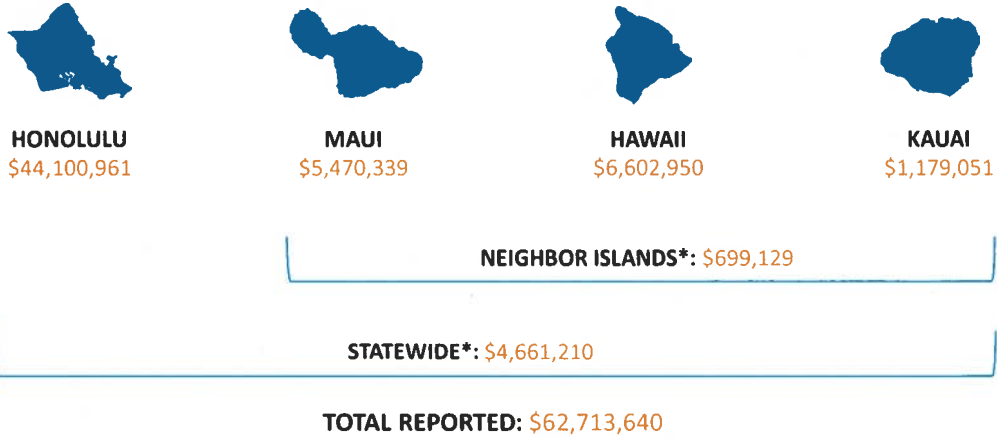 HONOLULU MAUI HAWAII KAUAI
$44,100,961 $5,470,339 $6,602,950 $1,179,051
NEIGHBOR ISLANDS*: $699,129
STATEWIDE*: $4,661,210
TOTAL REPORTED: $62,713,640